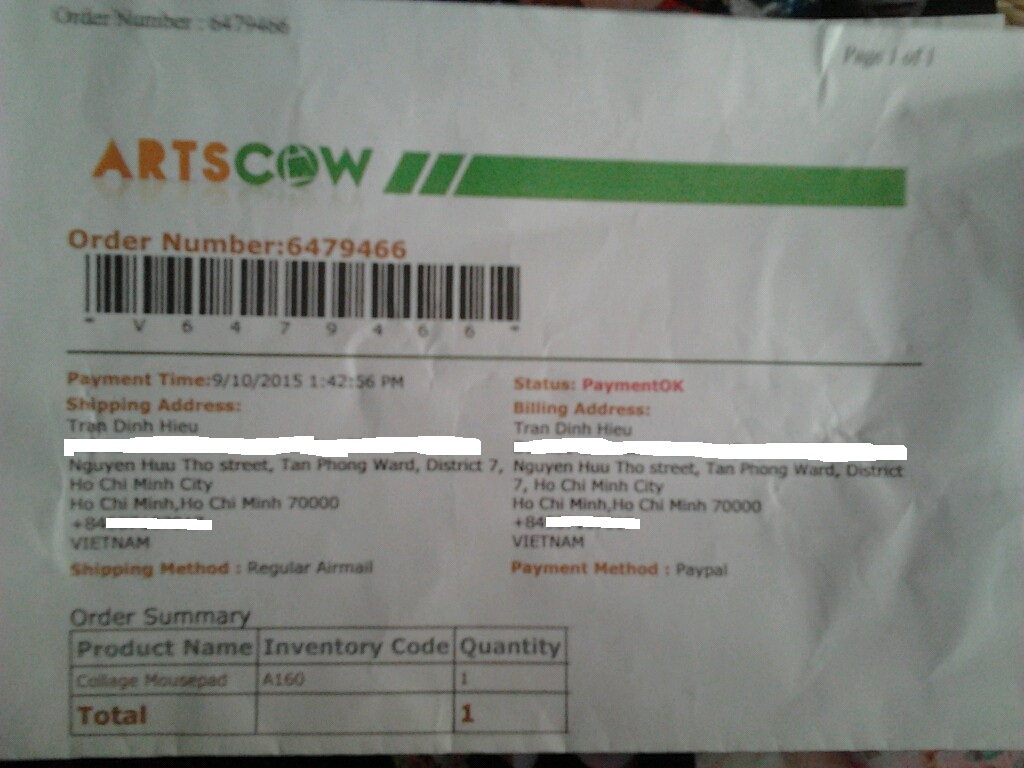 Order Number : 6479466
Page 1 of 1
ARTSCOW
Order Number:6479466
- V 6 4 7 9 4 6 6 -
Payment Time:9/10/2015 1:42:56 PM
Status: PaymentOK
Shipping Address:
Tran Dinh Hieu
Nguyen Huu Tho street, Tan Phong Ward, District 7,
Ho Chi Minh City
Ho Chi Minh,Ho Chi Minh 70000
+84
VIETNAM
Shipping Method : Regular Airmail
Billing Address:
Tran Dinh Hieu
Nguyen Huu Tho street, Tan Phong Ward, District
7, Ho Chi Minh City
Ho Chi Minh,Ho Chi Minh 70000
+84
VIETNAM
Payment Method : Paypal
Order Summary
Product Name Inventory Code Quantity
Collage Mousepad A160 1
Total 1